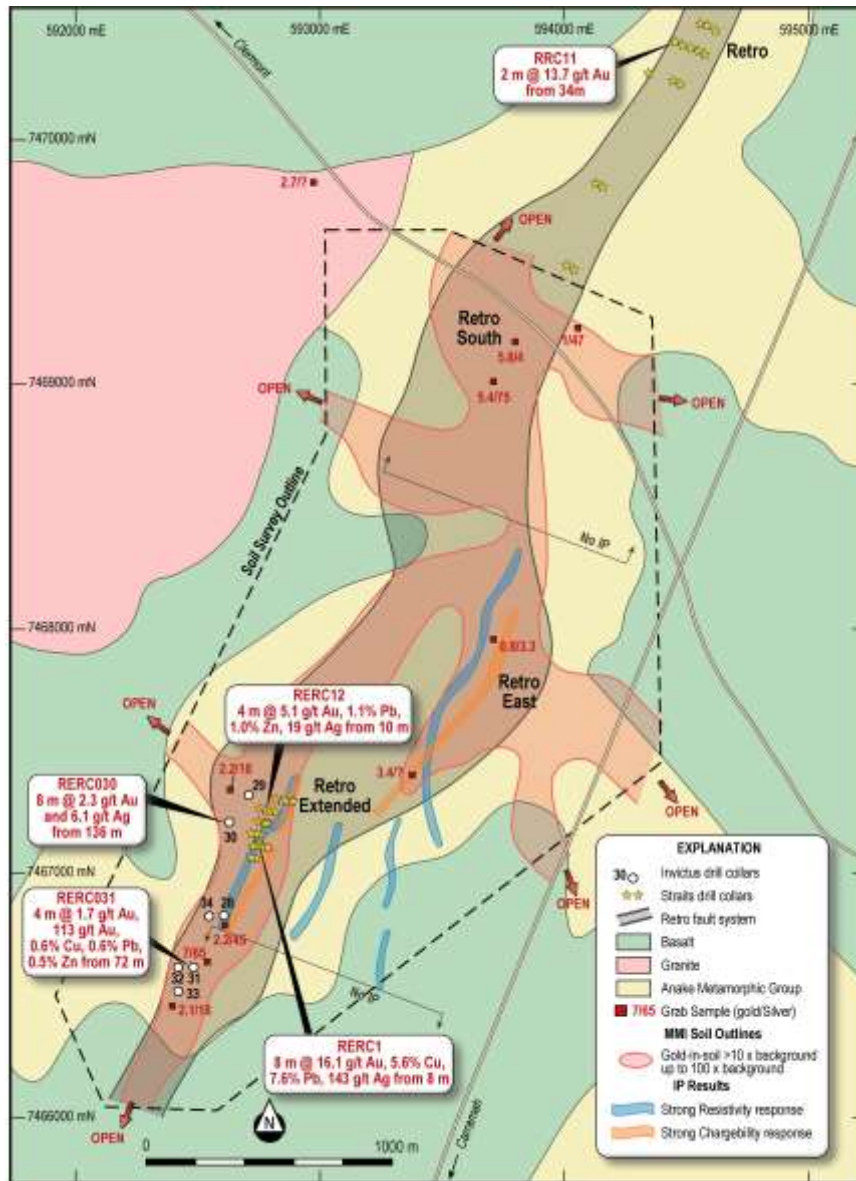 592000 mE
593000 mE
594000 mE
595000 mE
Clermont
RRC11
2 m @ 13.7 g/t Au
from 34m
Retro
7470000 mN
2.7/?
OPEN
Retro
South
5.8/4
1/47
5.4/75
7469000 mN
OPEN
OPEN
Soil Survey Outline
No IP
7468000 mN
0.8/3.3
Retro
East
OPEN
RERC12
4 m @ 5.1 g/t Au, 1.1% Pb,
1.0% Zn, 19 g/t Ag from 10 m
2.2/18
29
3.4/?
Retro
Extended
OPEN
RERC030
8 m @ 2.3 g/t Au
and 6.1 g/t Ag
from 136 m
30
7467000 mN
OPEN
RERC031
4 m @ 1.7 g/t Au,
113 g/t Au,
0.6% Cu, 0.6% Pb,
0.5% Zn from 72 m
34 28
2.2/45
7/65
32 31
33
2.1/18
No IP
RERC1
8 m @ 16.1 g/t Au, 5.6% Cu,
7.6% Pb, 143 g/t Ag from 8 m
7466000 mN
OPEN
N
0
1000 m
EXPLANATION
30 Invictus drill collars
Straits drill collars
Retro fault system
Basalt
Granite
Anake Metamorphic Group
7/65 Grab Sample (gold/Silver)
MMI Soil Outlines
Gold-in-soil >10 x background
up to 100 x background
IP Results
Strong Resistivity response
Strong Chargebility response